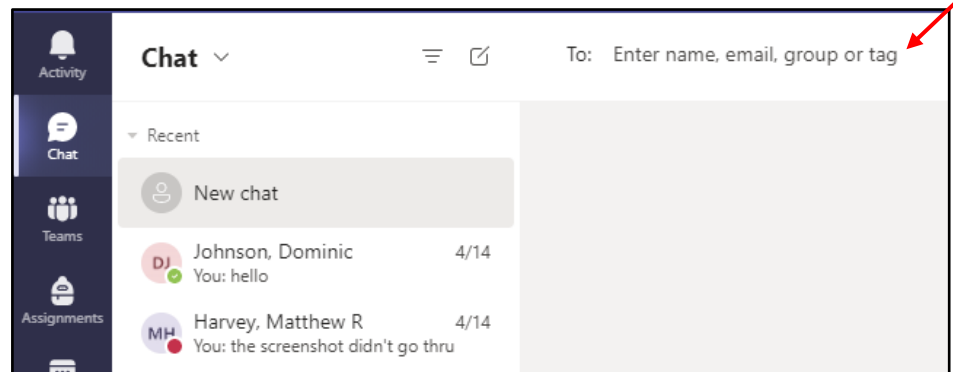 Activity
Chat
Teams
Assignments
Chat
Recent
New chat
DJ
Johnson, Dominic 4/14
You: hello
MH
Harvey, Matthew R 4/14
You: the screenshot didn't go thru
To: Enter name, email, group or tag